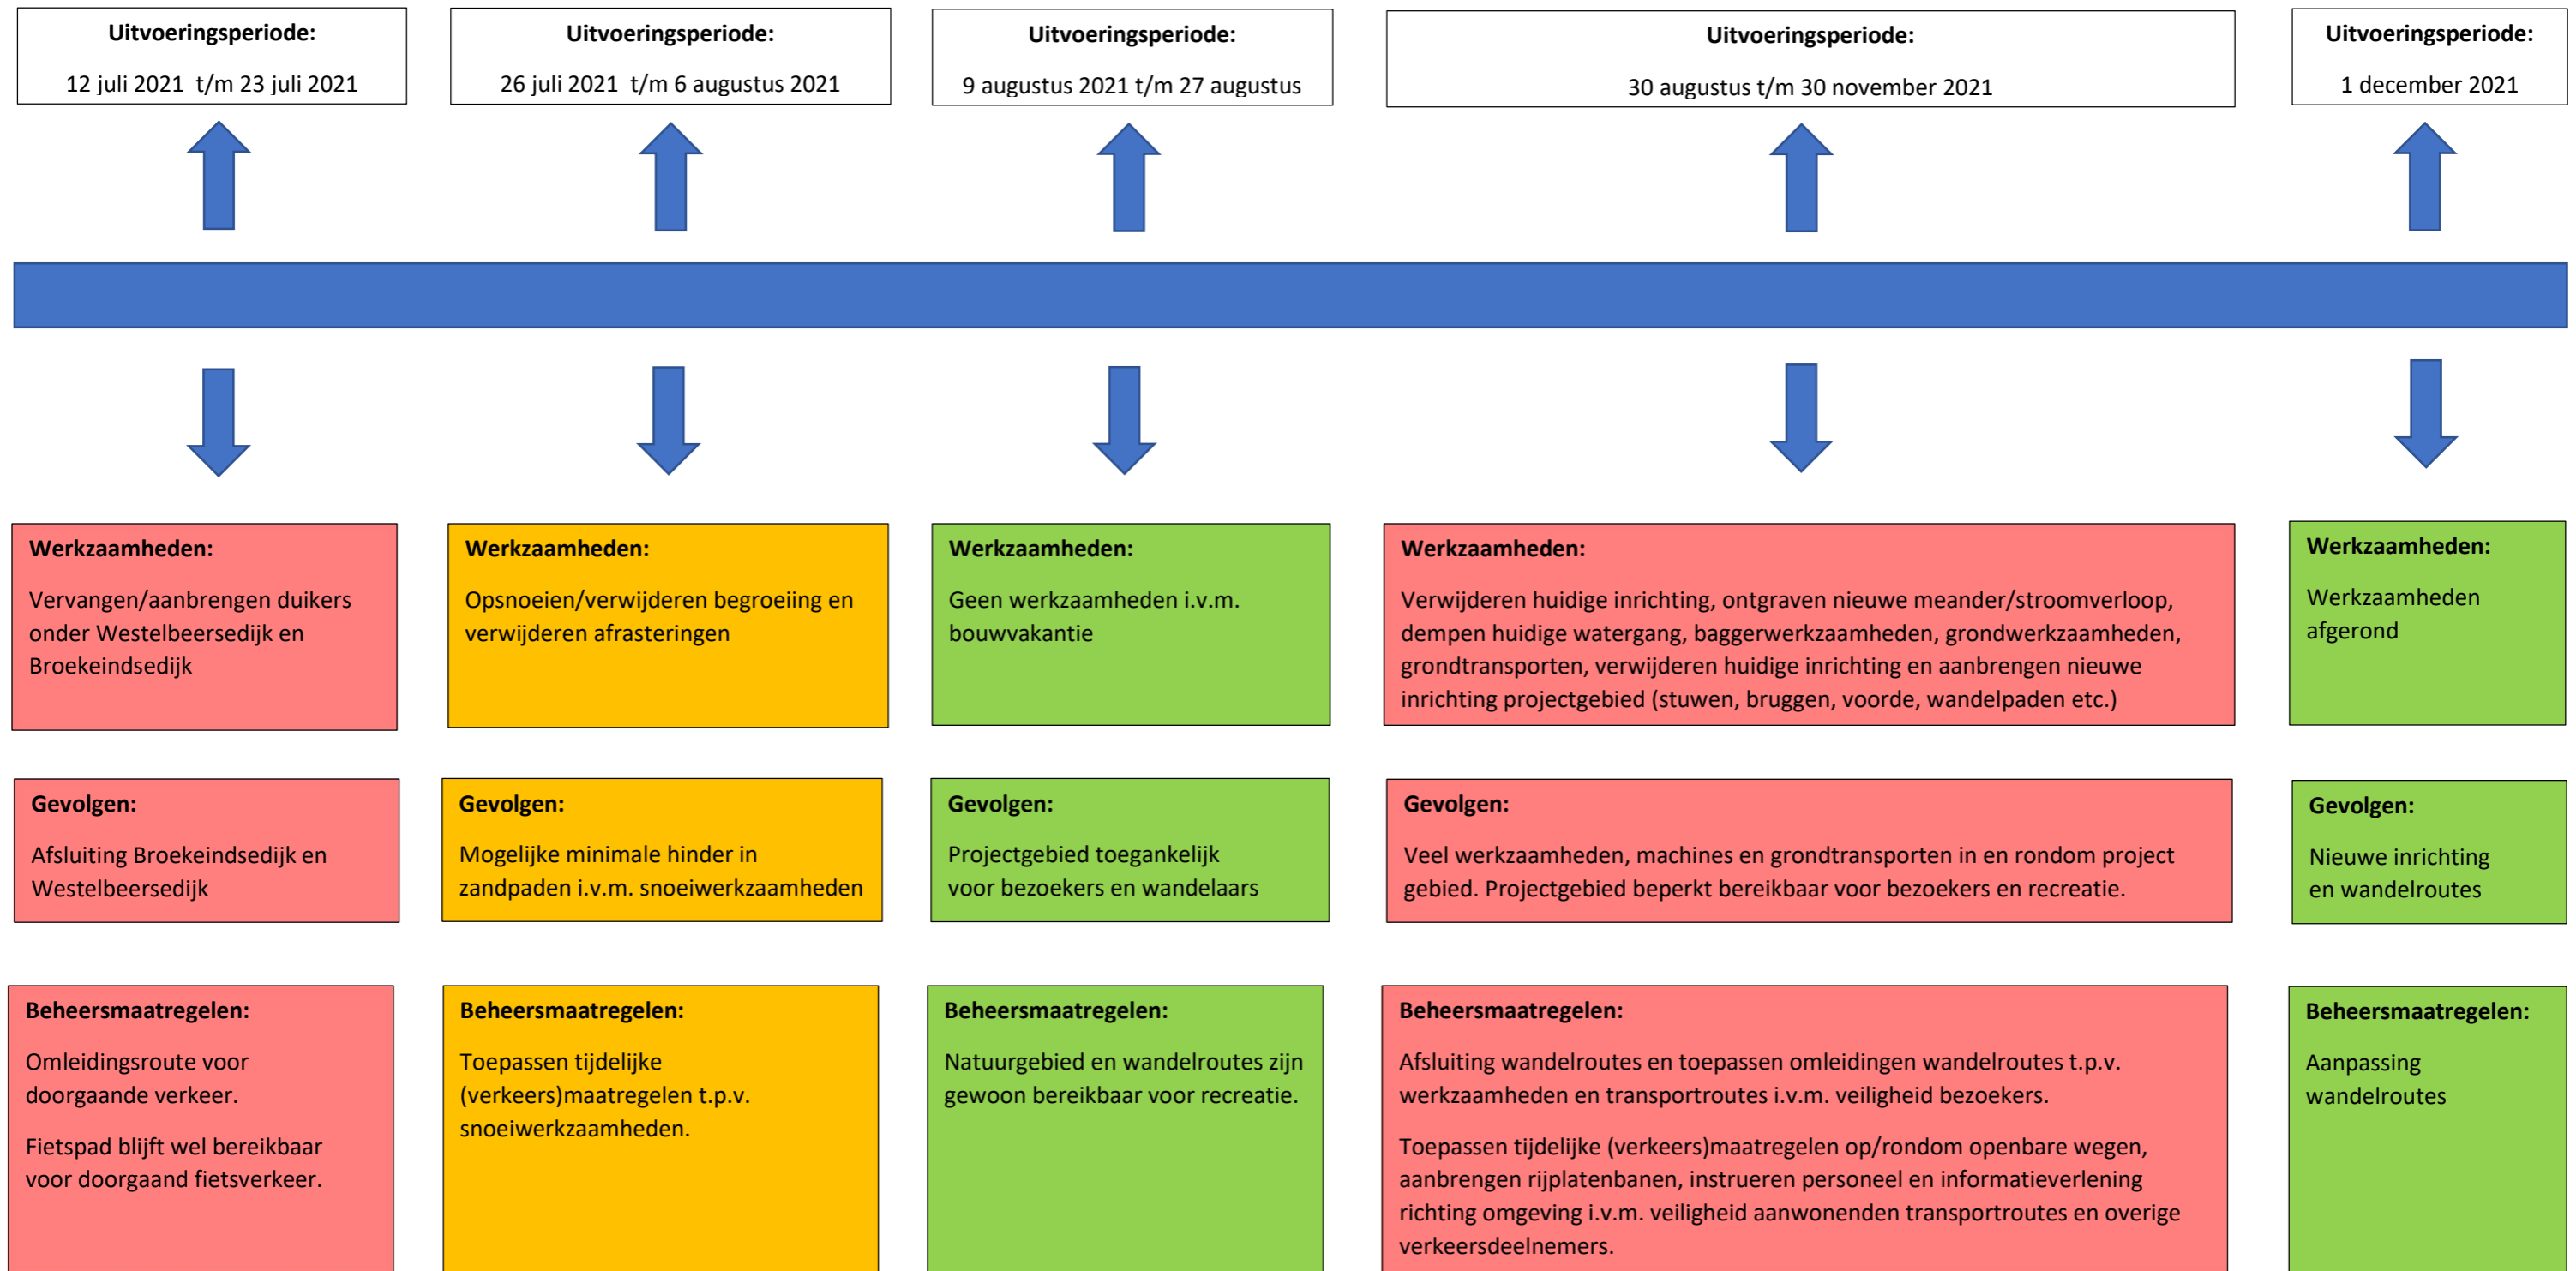 Uitvoeringsperiode:
12 juli 2021 t/m 23 juli 2021
Uitvoeringsperiode:
26 juli 2021 t/m 6 augustus 2021
Uitvoeringsperiode:
9 augustus 2021 t/m 27 augustus
Uitvoeringsperiode:
30 augustus t/m 30 november 2021
Uitvoeringsperiode:
1 december 2021
Werkzaamheden:
Vervangen/aanbrengen duikers
onder Westelbeersedijk en
Broekeindsedijk
Werkzaamheden:
Opsnoeien/verwijderen begroeiing en
verwijderen afrasteringen
Werkzaamheden:
Geen werkzaamheden i.v.m.
bouwvakantie
Werkzaamheden:
Verwijderen huidige inrichting, ontgraven nieuwe meander/stroomverloop,
dempen huidige watergang, baggerwerkzaamheden, grondwerkzaamheden,
grondtransporten, verwijderen huidige inrichting en aanbrengen nieuwe
inrichting projectgebied (stuwen, bruggen, voorde, wandelpaden etc.)
Werkzaamheden:
Werkzaamheden
afgerond
Gevolgen:
Afsluiting Broekeindsedijk en
Westelbeersedijk
Gevolgen:
Mogelijke minimale hinder in
zandpaden i.v.m. snoeiwerkzaamheden
Gevolgen:
Projectgebied toegankelijk
voor bezoekers en wandelaars
Gevolgen:
Veel werkzaamheden, machines en grondtransporten in en rondom project
gebied. Projectgebied beperkt bereikbaar voor bezoekers en recreatie.
Gevolgen:
Nieuwe inrichting
en wandelroutes
Beheersmaatregelen:
Omleidingsroute voor
doorgaande verkeer.
Fietspad blijft wel bereikbaar
voor doorgaand fietsverkeer.
Beheersmaatregelen:
Toepassen tijdelijke
(verkeers)maatregelen t.p.v.
snoeiwerkzaamheden.
Beheersmaatregelen:
Natuurgebied en wandelroutes zijn
gewoon bereikbaar voor recreatie.
Beheersmaatregelen:
Afsluiting wandelroutes en toepassen omleidingen wandelroutes t.p.v.
werkzaamheden en transportroutes i.v.m. veiligheid bezoekers.
Toepassen tijdelijke (verkeers)maatregelen op/rondom openbare wegen,
aanbrengen rijplatenbanen, instrueren personeel en informatieverlening
richting omgeving i.v.m. veiligheid aanwonenden transportroutes en overige
verkeersdeelnemers.
Beheersmaatregelen:
Aanpassing
wandelroutes